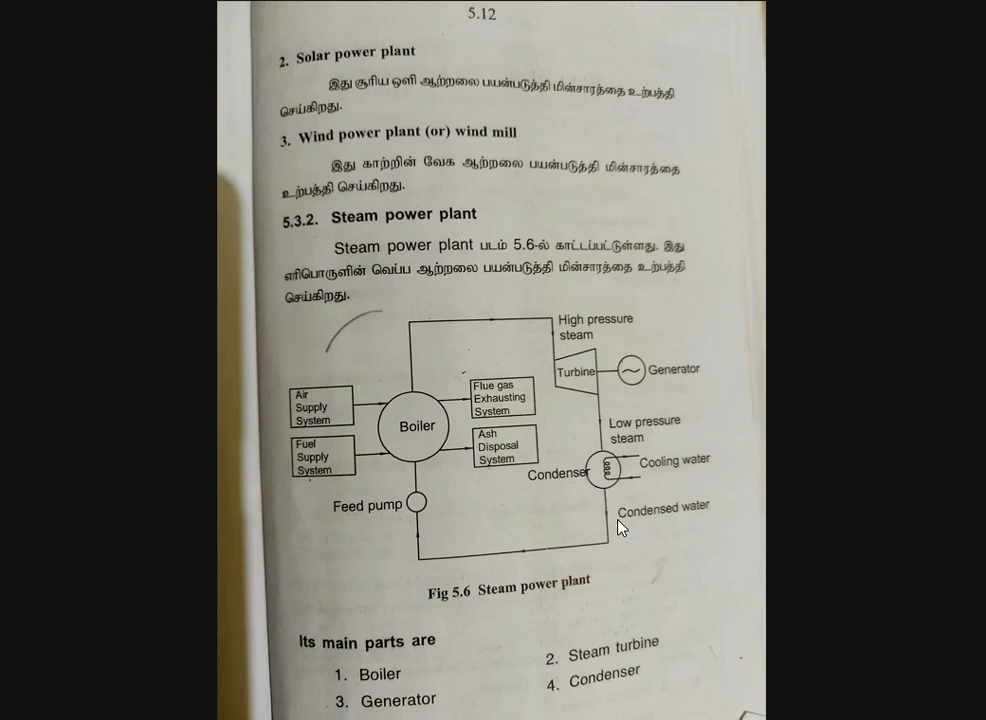 5.12
2. Solar power plant
இது சூரிய ஒளி ஆற்றலை பயன்படுத்தி மின்சாரத்தை உற்பத்தி
செய்கிறது.
3. Wind power plant (or) wind mill
இது காற்றின் வேக ஆற்றலை பயன்படுத்தி மின்சாரத்தை
உற்பத்தி செய்கிறது.
5.3.2. Steam power plant
Steam power plant படம் 5.6-ல் காட்டப்பட்டுள்ளது. இது
எரிபொருளின் வெப்ப ஆற்றலை பயன்படுத்தி மின்சாரத்தை உற்பத்தி
செய்கிறது.
High pressure
steam
Turbine
Generator
Air
Supply
System
Flue gas
Exhausting
System
Boiler
Fuel
Supply
System
Ash
Disposal
System
Low pressure
steam
Condenser
Cooling water
Feed pump
Condensed water
Fig 5.6 Steam power plant
Its main parts are
1. Boiler
2. Steam turbine
3. Generator
4. Condenser